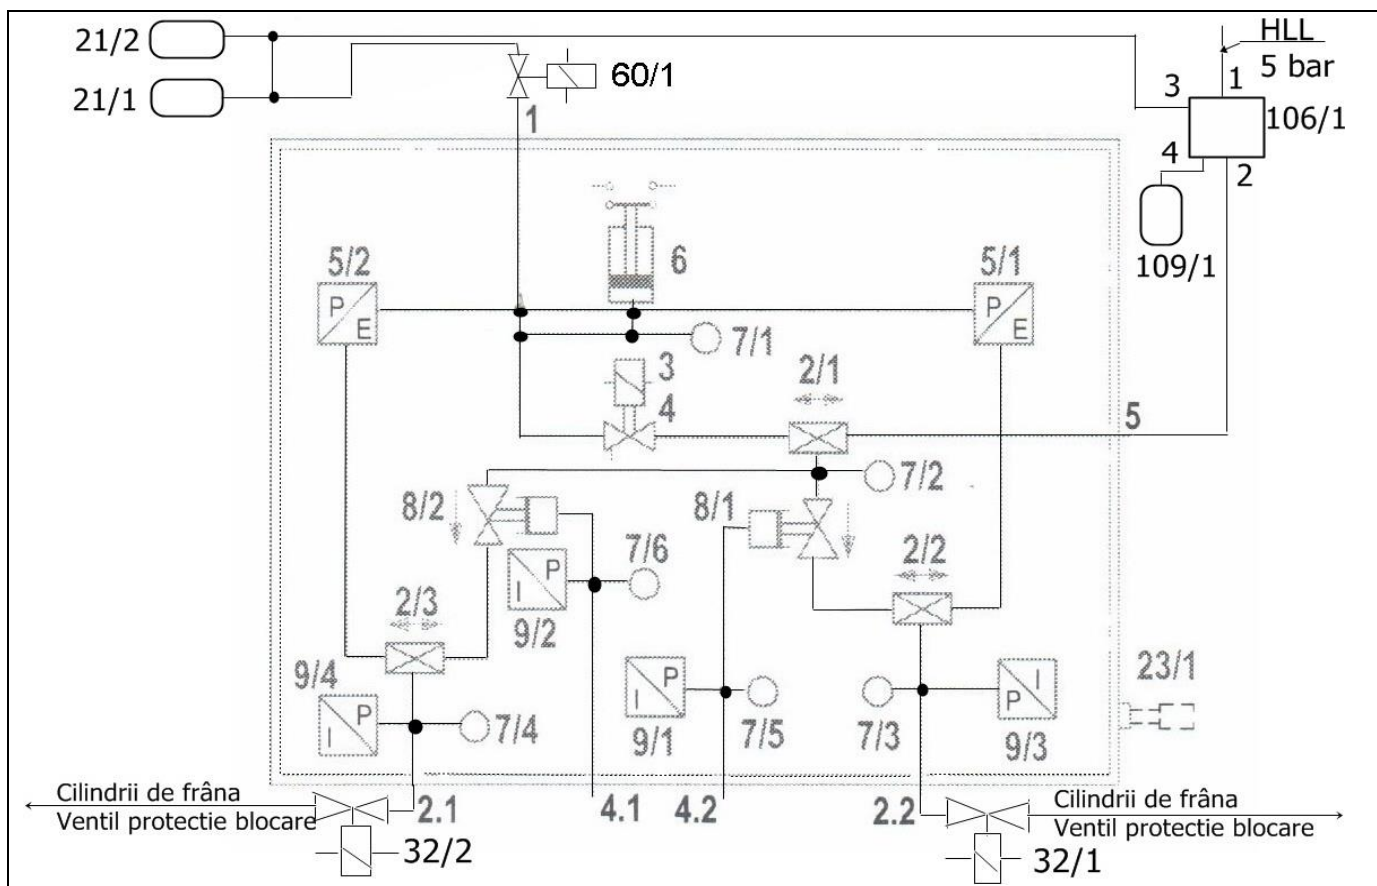 21/2
HLL
5 bar
60/1
21/1
3
1
106/1
1
4
2
109/1
5/2
6
5/1
P
E
P
E
7/1
3
2/1
4
5
7/2
8/2
8/1
7/6
2/2
P
I
2/3
9/2
9/4
P
I
P
I
I
P
23/1
7/4
9/1
7/5
7/3
9/3
Cilindrii de frâna
Ventil protectie blocare
2.1
4.1
4.2
2.2
Cilindrii de frâna
Ventil protectie blocare
32/2
32/1